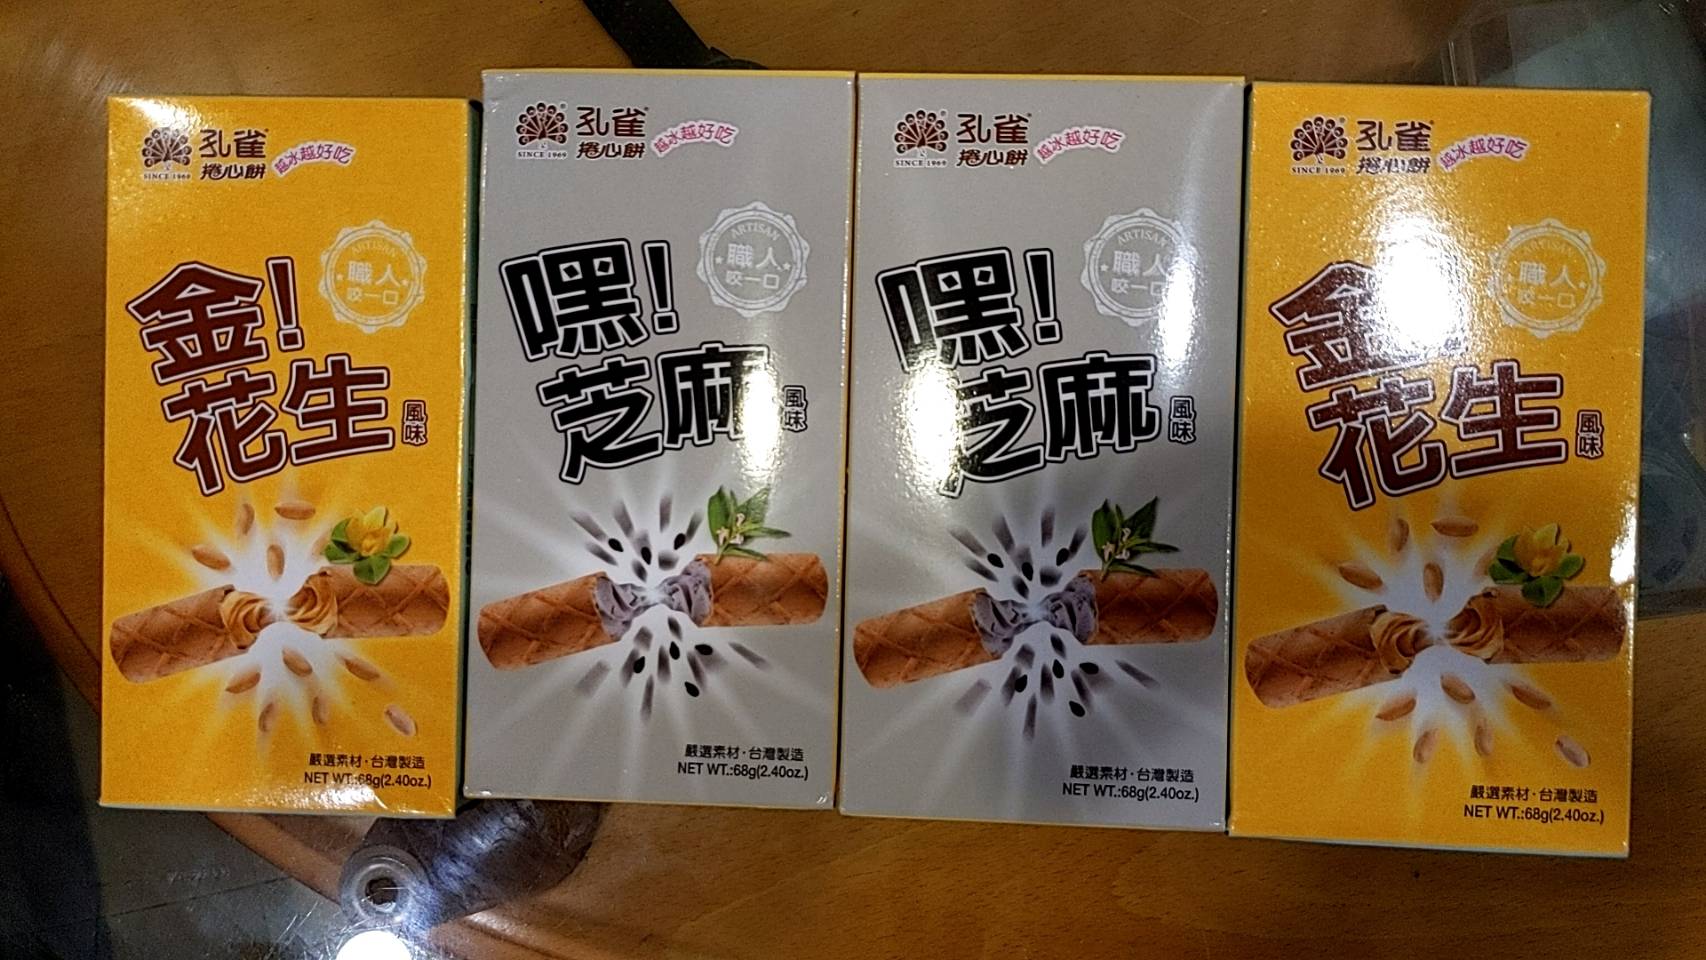 孔雀
捲心餅
SINCE 1969
越冰越好吃
ARTISAN
職人
咬一口
金!
花生
風味
嚴選素材·台灣製造
NET WT.:68g(2.40oz.)
孔雀
捲心餅
SINCE 1969
越冰越好吃
ARTISAN
職人
咬一口
嘿!
芝麻
風味
嚴選素材·台灣製造
NET WT.:68g(2.40oz.)
孔雀
捲心餅
SINCE 1969
越冰越好吃
ARTISAN
職人
咬一口
嘿!
芝麻
風味
嚴選素材·台灣製造
NET WT.:68g(2.40oz.)
孔雀
捲心餅
SINCE 1969
越冰越好吃
ARTISAN
職人
咬一口
金!
花生
風味
嚴選素材·台灣製造
NET WT.:68g(2.40oz.)